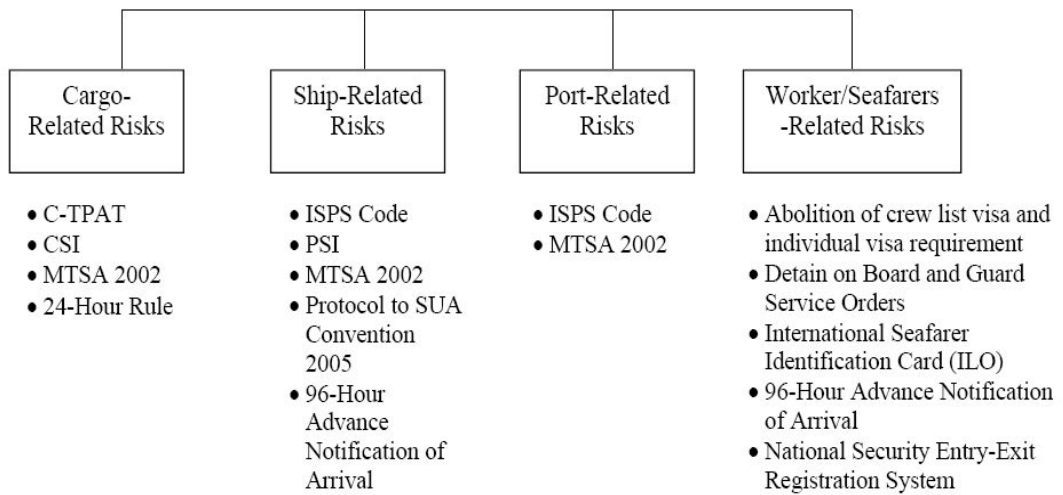 Cargo-
Related Risks
• C-TPAT
• CSI
• MTSA 2002
• 24-Hour Rule
Ship-Related
Risks
• ISPS Code
• PSI
• MTSA 2002
• Protocol to SUA
Convention
2005
• 96-Hour
Advance
Notification of
Arrival
Port-Related
Risks
• ISPS Code
• MTSA 2002
Worker/Seafarers
-Related Risks
• Abolition of crew list visa and
individual visa requirement
• Detain on Board and Guard
Service Orders
• International Seafarer
Identification Card (ILO)
• 96-Hour Advance Notification
of Arrival
• National Security Entry-Exit
Registration System